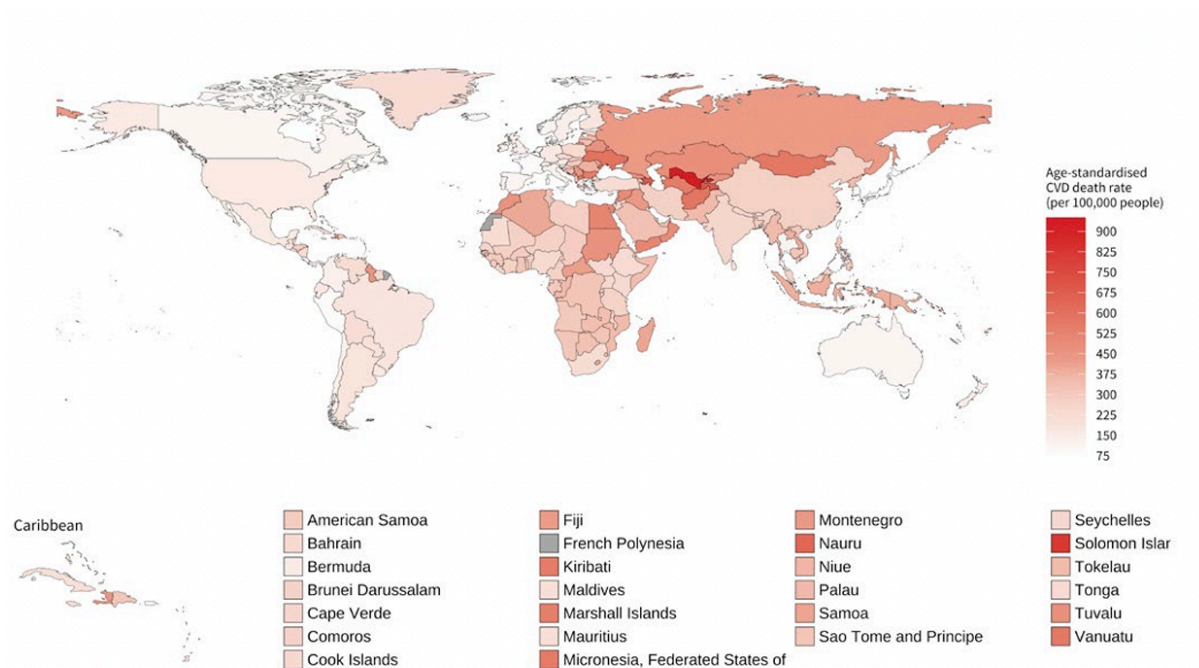 Age-standardised
CVD death rate
(per 100,000 people)
900
825
750
675
600
525
450
375
300
225
150
75
Caribbean
American Samoa
Bahrain
Bermuda
Brunei Darussalam
Cape Verde
Comoros
Cook Islands
Fiji
French Polynesia
Kiribati
Maldives
Marshall Islands
Mauritius
Micronesia, Federated States of
Montenegro
Nauru
Niue
Palau
Samoa
Sao Tome and Principe
Seychelles
Solomon Islar
Tokelau
Tonga
Tuvalu
Vanuatu